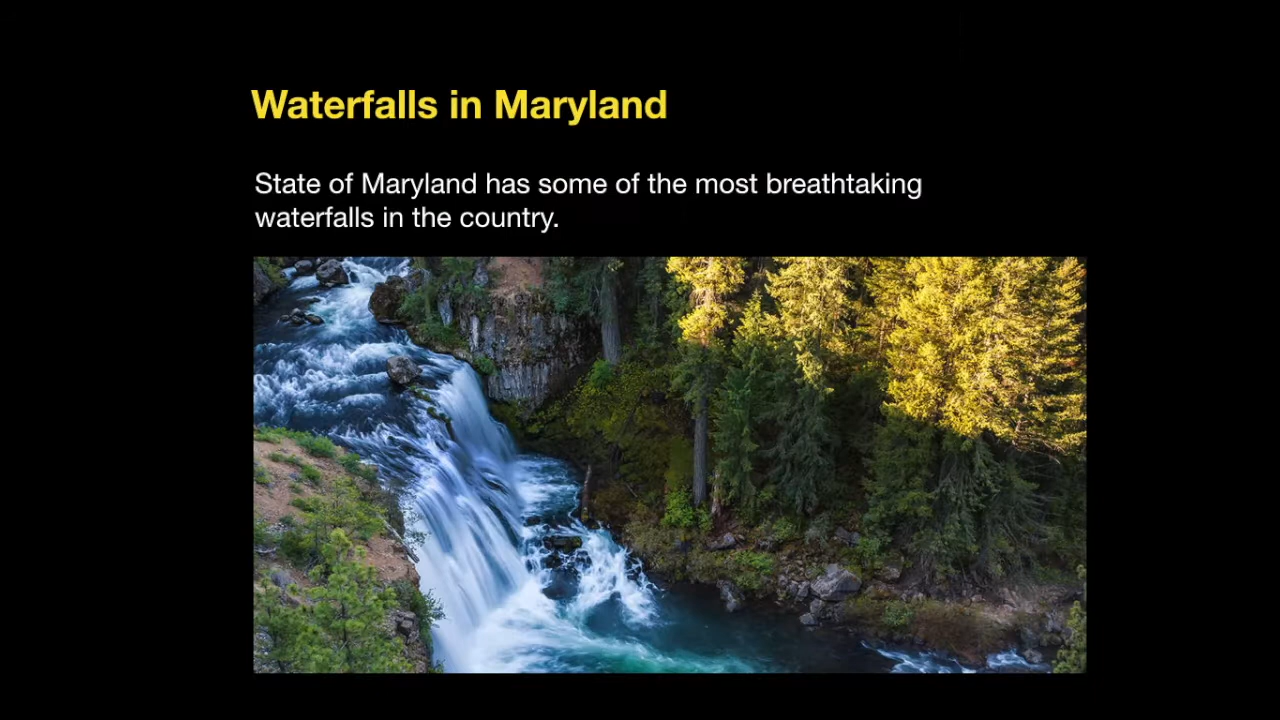 Waterfalls in Maryland
State of Maryland has some of the most breathtaking
waterfalls in the country.